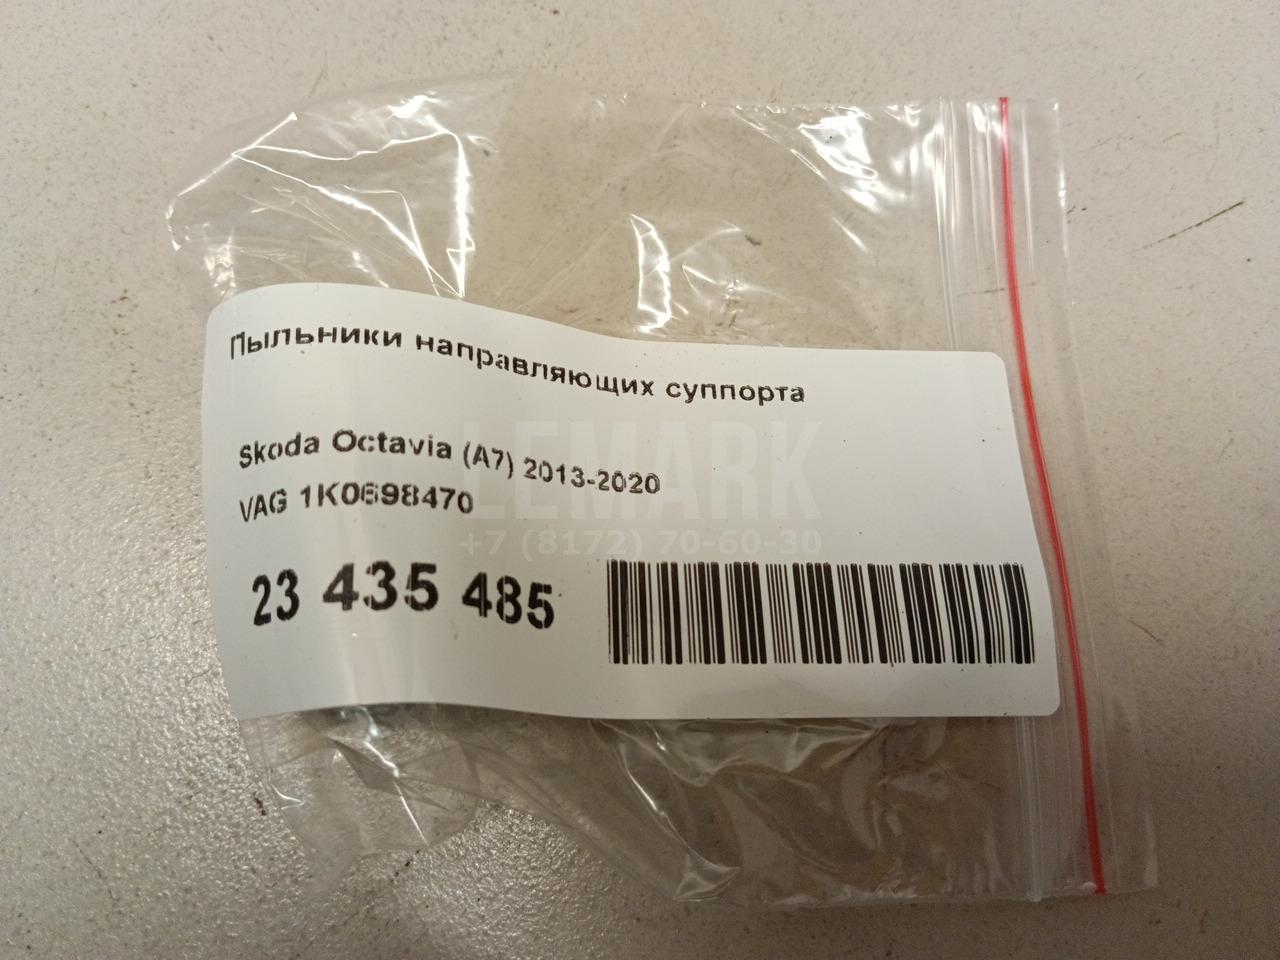 Пыльники направляющих суппорта
Skoda Octavia (A7) 2013-2020
VAG 1K0698470
23 435 485
LEMARK
+7 (8172) 70-60-30